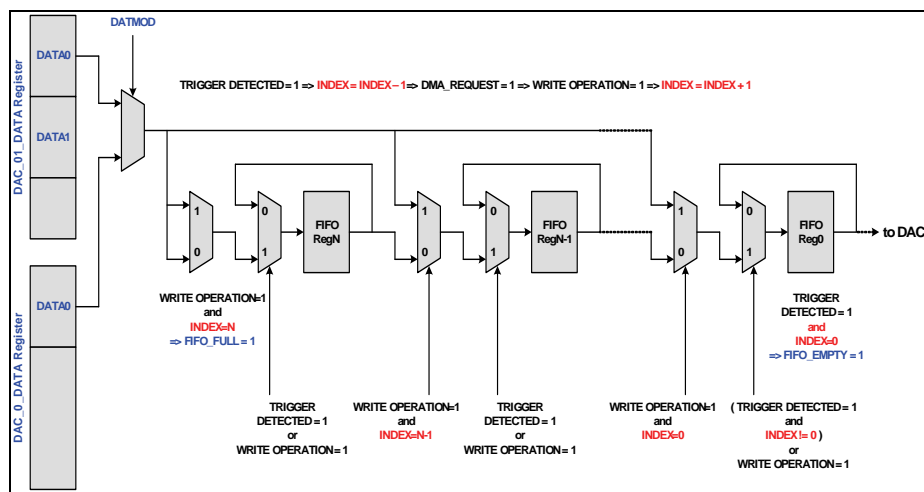 DATMOD
DAC_01_DATA Register
DATA0
DATA1
TRIGGER DETECTED = 1 => INDEX = INDEX – 1 => DMA_REQUEST = 1 => WRITE OPERATION = 1 => INDEX = INDEX + 1
1
0
0
1
FIFO
RegN
1
0
0
1
FIFO
RegN-1
1
0
0
1
FIFO
Reg0
to DAC
DAC_0_DATA Register
DATA0
WRITE OPERATION=1
and
INDEX=N
=> FIFO_FULL = 1
TRIGGER
DETECTED = 1
and
INDEX=0
=> FIFO_EMPTY = 1
TRIGGER
DETECTED = 1
or
WRITE OPERATION = 1
WRITE OPERATION=1
and
INDEX=N-1
TRIGGER
DETECTED = 1
or
WRITE OPERATION = 1
WRITE OPERATION=1
and
INDEX=0
( TRIGGER DETECTED = 1
and
INDEX != 0 )
or
WRITE OPERATION = 1